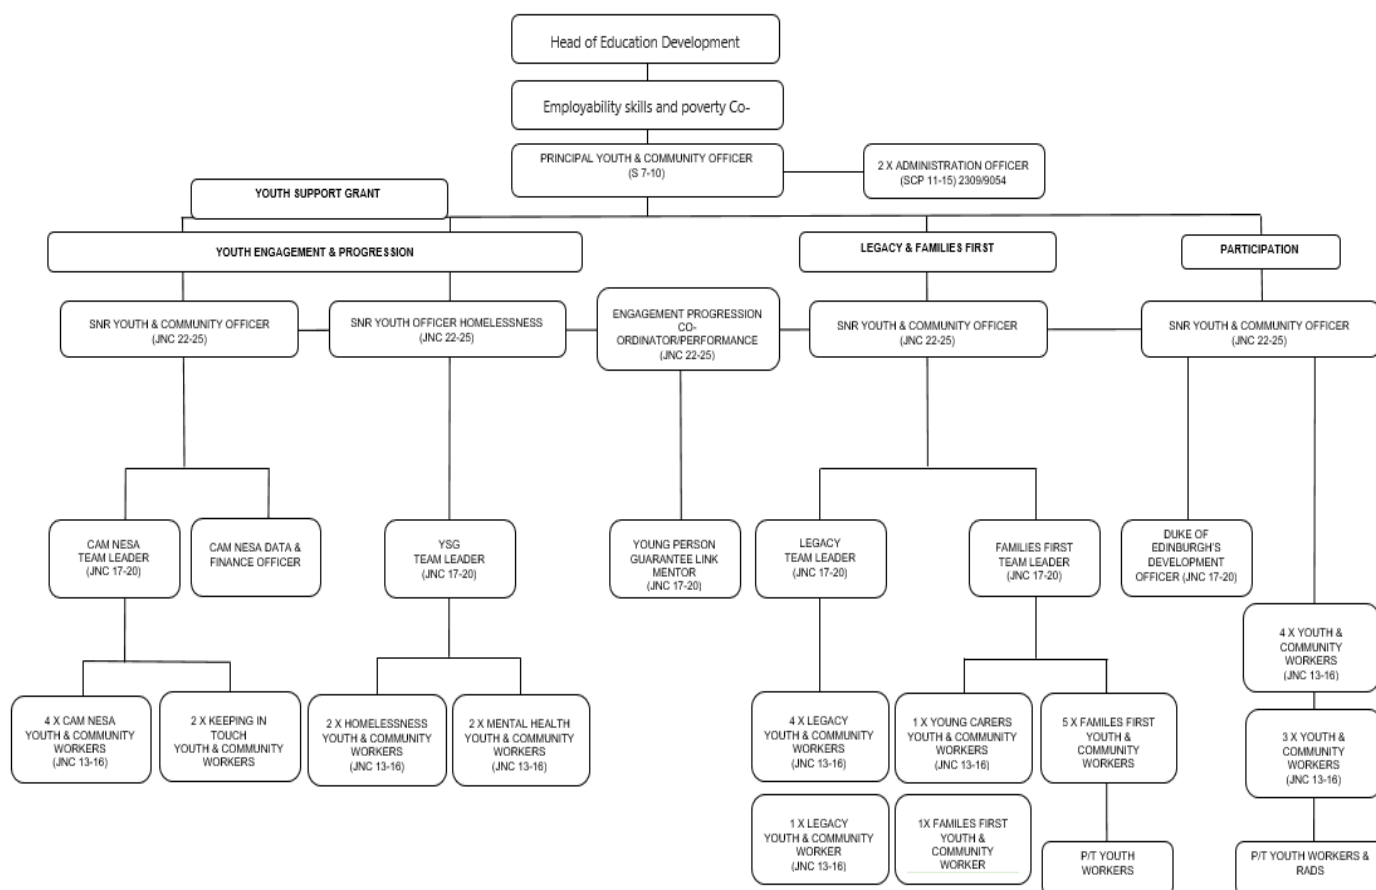 Head of Education Development
Employability skills and poverty Co-
PRINCIPAL YOUTH & COMMUNITY OFFICER
(S 7-10)
2 X ADMINISTRATION OFFICER
(SCP 11-15) 2309/9054
YOUTH SUPPORT GRANT
YOUTH ENGAGEMENT & PROGRESSION
LEGACY & FAMILIES FIRST
PARTICIPATION
SNR YOUTH & COMMUNITY OFFICER
(JNC 22-25)
SNR YOUTH OFFICER HOMELESSNESS
(JNC 22-25)
ENGAGEMENT PROGRESSION
CO-
ORDINATOR/PERFORMANCE
(JNC 22-25)
SNR YOUTH & COMMUNITY OFFICER
(JNC 22-25)
SNR YOUTH & COMMUNITY OFFICER
(JNC 22-25)
CAM NESA
TEAM LEADER
(JNC 17-20)
CAM NESA DATA &
FINANCE OFFICER
YSG
TEAM LEADER
(JNC 17-20)
YOUNG PERSON
GUARANTEE LINK
MENTOR
(JNC 17-20)
LEGACY
TEAM LEADER
(JNC 17-20)
FAMILIES FIRST
TEAM LEADER
(JNC 17-20)
DUKE OF
EDINBURGH'S
DEVELOPMENT
OFFICER (JNC 17-20)
4 X YOUTH &
COMMUNITY
WORKERS
(JNC 13-16)
4 X CAM NESA
YOUTH & COMMUNITY
WORKERS
(JNC 13-16)
2 X KEEPING IN
TOUCH
YOUTH & COMMUNITY
WORKERS
2 X HOMELESSNESS
YOUTH & COMMUNITY
WORKERS
(JNC 13-16)
2 X MENTAL HEALTH
YOUTH & COMMUNITY
WORKERS
(JNC 13-16)
4 X LEGACY
YOUTH & COMMUNITY
WORKERS
(JNC 13-16)
1 X YOUNG CARERS
YOUTH & COMMUNITY
WORKERS
(JNC 13-16)
5 X FAMILES FIRST
YOUTH &
COMMUNITY
WORKERS
3 X YOUTH &
COMMUNITY
WORKERS
(JNC 13-16)
1 X LEGACY
YOUTH & COMMUNITY
WORKER
(JNC 13-16)
1X FAMILES FIRST
YOUTH &
COMMUNITY
WORKER
P/T YOUTH
WORKERS
P/T YOUTH WORKERS &
RADS